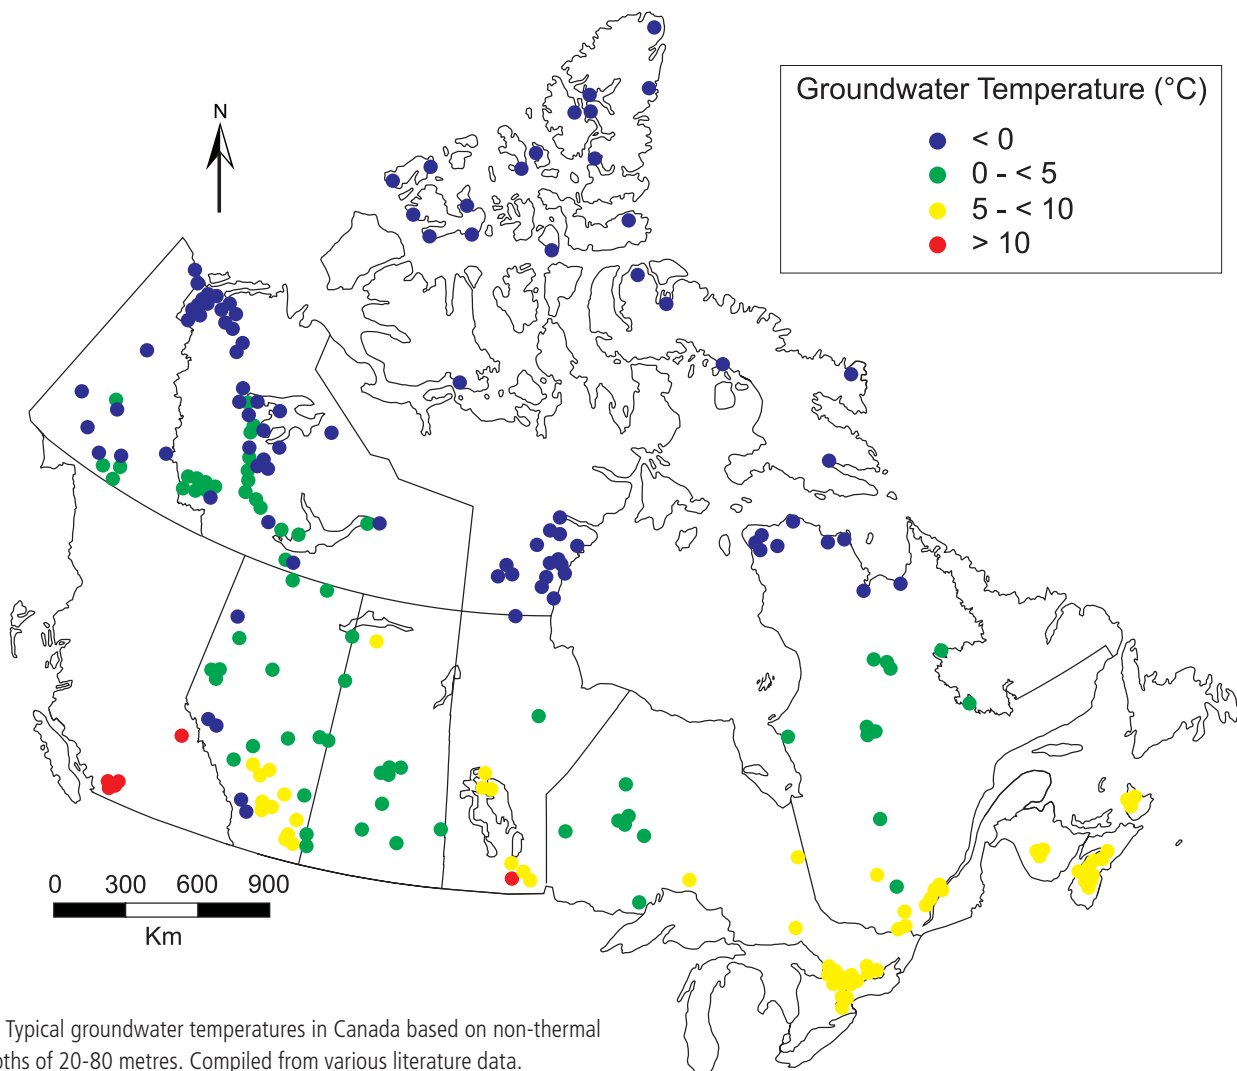 N
Groundwater Temperature (°C)
< 0
0 - < 5
5 - < 10
> 10
0 300 600 900
Km
Typical groundwater temperatures in Canada based on non-thermal
of 20-80 metres. Compiled from various literature data.